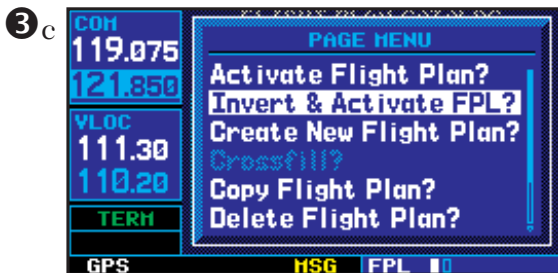 ❸c
COM
119.075
121.850
VLOC
111.30
110.20
TERM
GPS
PAGE MENU
Activate Flight Plan?
Invert & Activate FPL?
Create New Flight Plan?
Crossfill?
Copy Flight Plan?
Delete Flight Plan?
MSG FPL